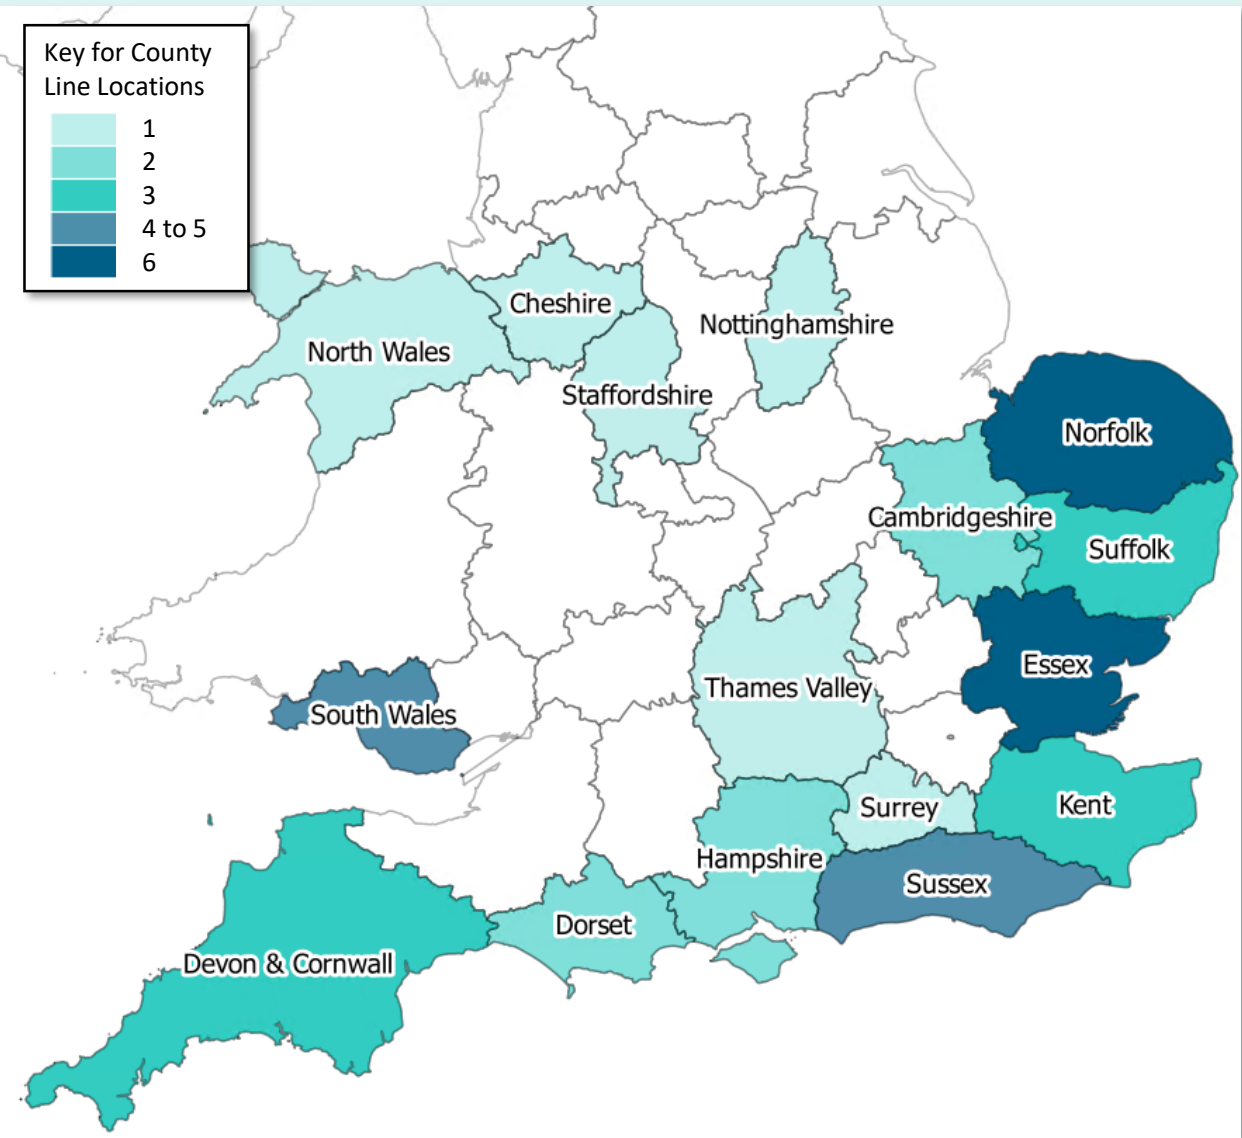 Key for County
Line Locations
1
2
3
4 to 5
6
Cheshire
Nottinghamshire
North Wales
Staffordshire
Norfolk
Cambridgeshire
Suffolk
Essex
Thames Valley
South Wales
Surrey
Kent
Hampshire
Sussex
Dorset
Devon & Cornwall